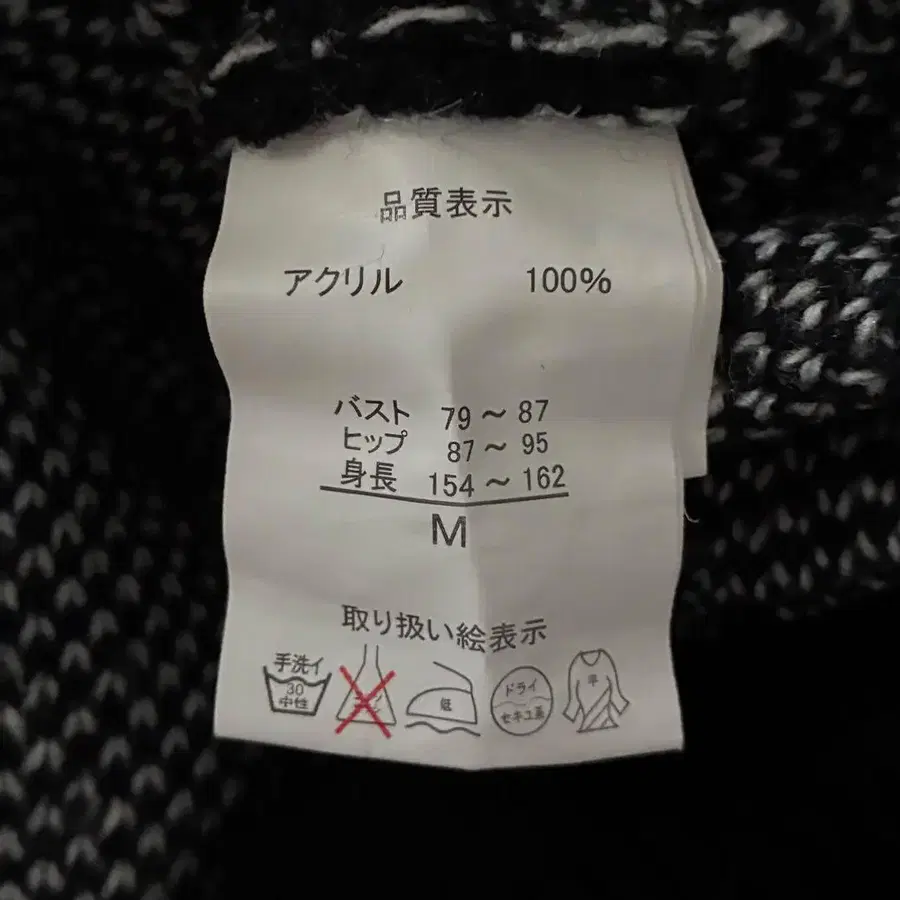 品質表示
アクリル 100%
バスト 79～87
ヒップ 87～95
身長 154～162
M
取り扱い絵表示
手洗イ
30
中性
低
ドライ
セキユ系
平